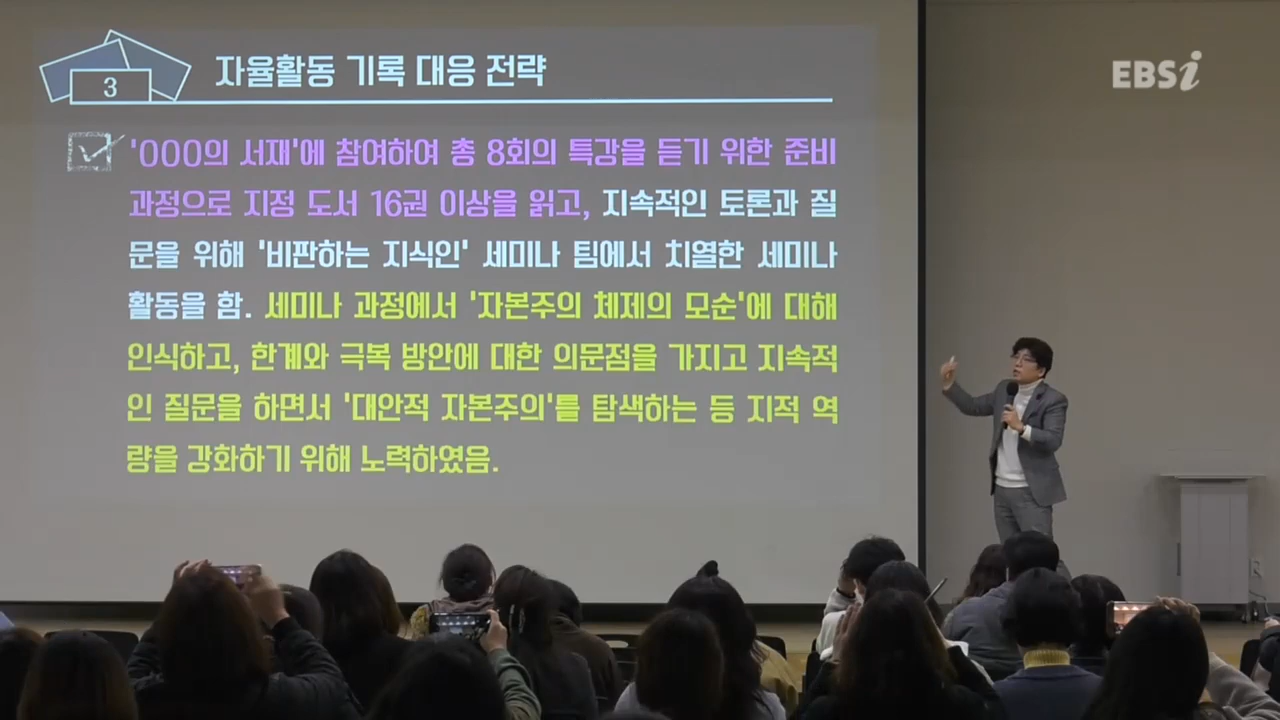 3
자율활동 기록 대응 전략
EBSi
'OOO의 서재'에 참여하여 총 8회의 특강을 듣기 위한 준비
과정으로 지정 도서 16권 이상을 읽고, 지속적인 토론과 질
문을 위해 '비판하는 지식인' 세미나 팀에서 치열한 세미나
활동을 함. 세미나 과정에서 '자본주의 체제의 모순'에 대해
인식하고, 한계와 극복 방안에 대한 의문점을 가지고 지속적
인 질문을 하면서 '대안적 자본주의'를 탐색하는 등 지적 역
량을 강화하기 위해 노력하였음.